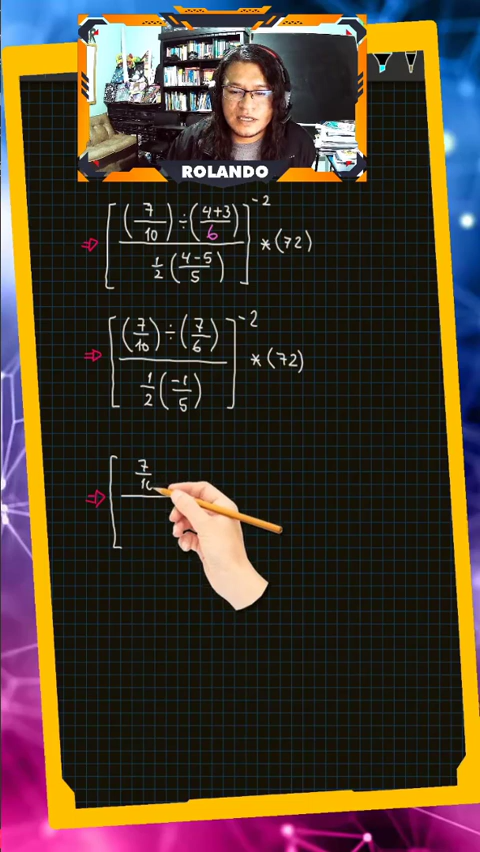 ROLANDO
⇒ [ (7/10) ÷ (4+3/6) / 1/2 (4-5/5) ]^-2 * (72)
⇒ [ (7/10) ÷ (7/6) / 1/2 (-1/5) ]^-2 * (72)
⇒ [ 7/10